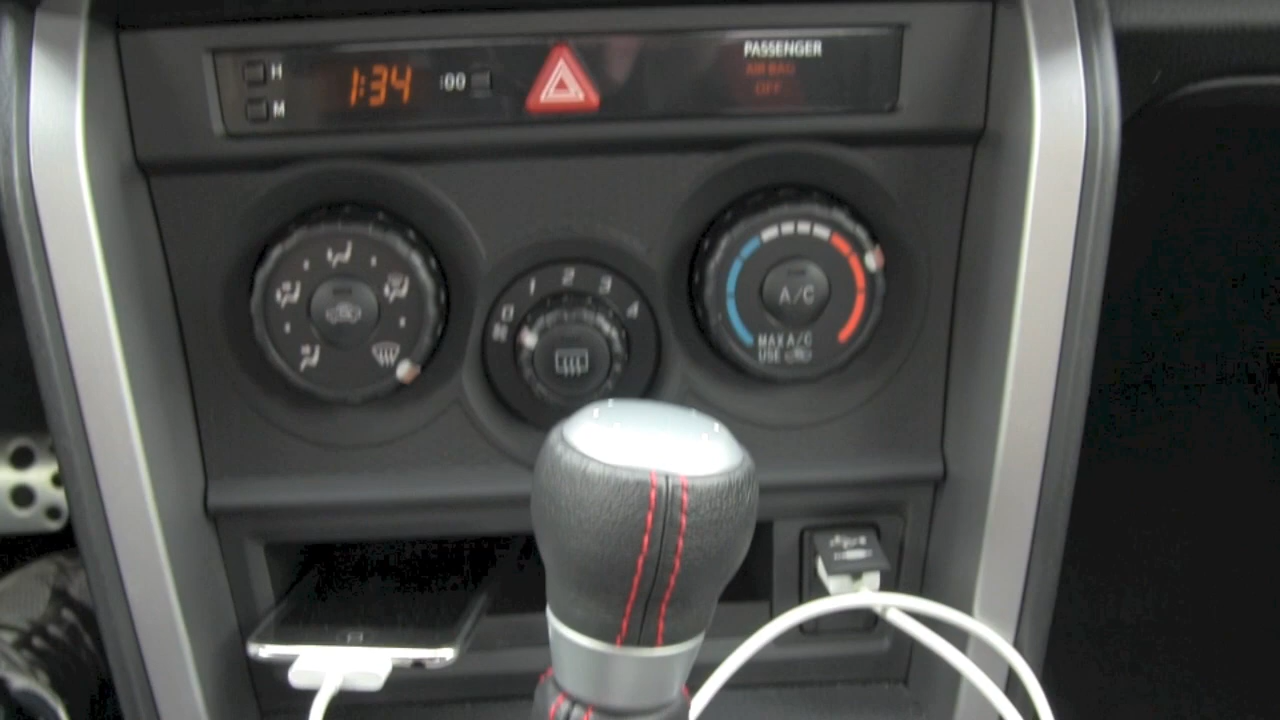 H
1:34
:00
M
PASSENGER
AIR BAG
OFF
0
1
2
3
4
A/C
MAX A/C
USE